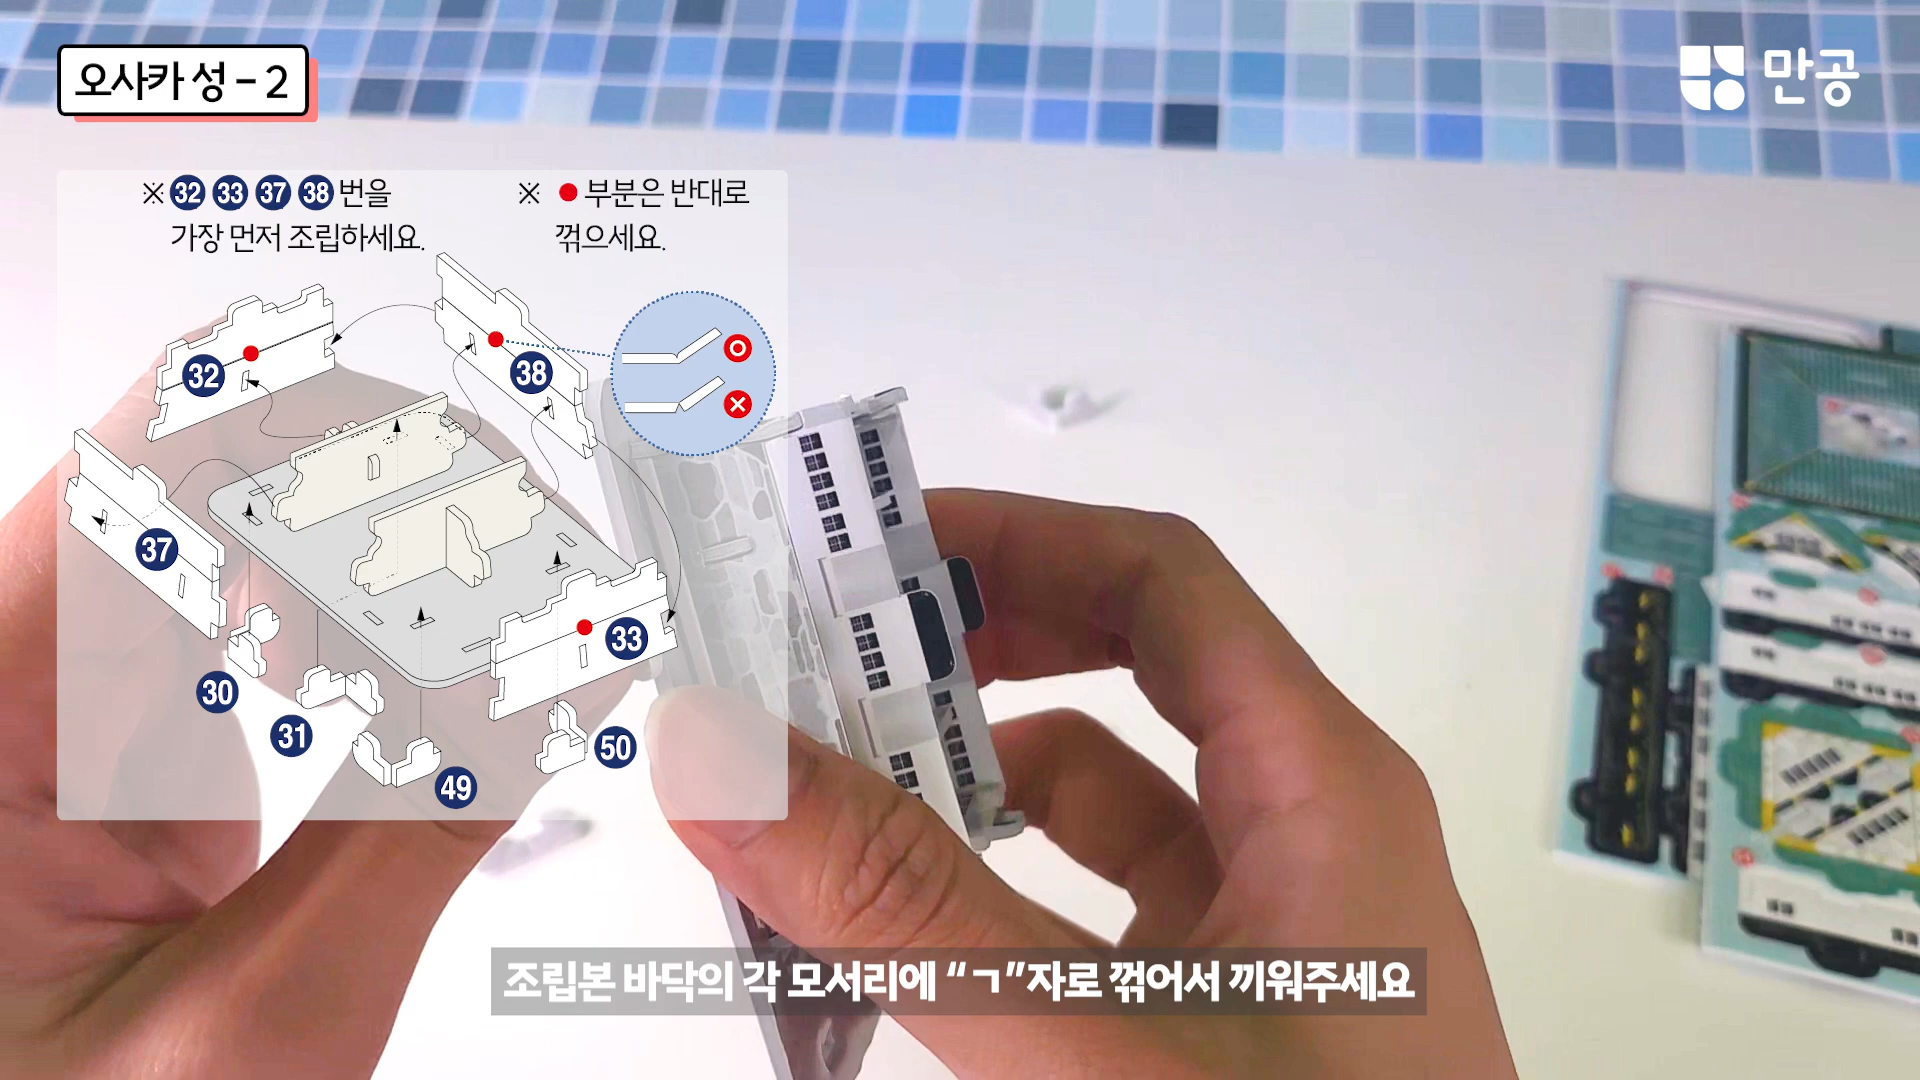 오사카 성 - 2
만공
※ 32 33 37 38 번을
가장 먼저 조립하세요.
※ ● 부분은 반대로
꺾으세요.
32
38
37
33
30
31
50
49
조립본 바닥의 각 모서리에 “ㄱ”자로 꺾어서 끼워주세요